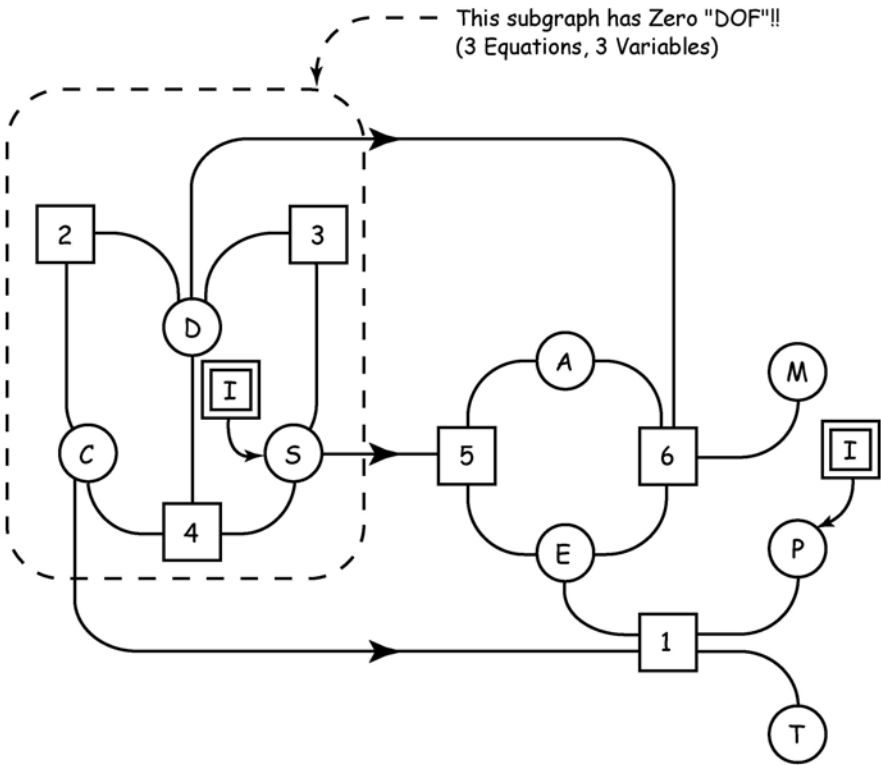 This subgraph has Zero "DOF"!!
(3 Equations, 3 Variables)
2
3
D
I
A
M
C
S
5
6
I
4
E
P
1
T